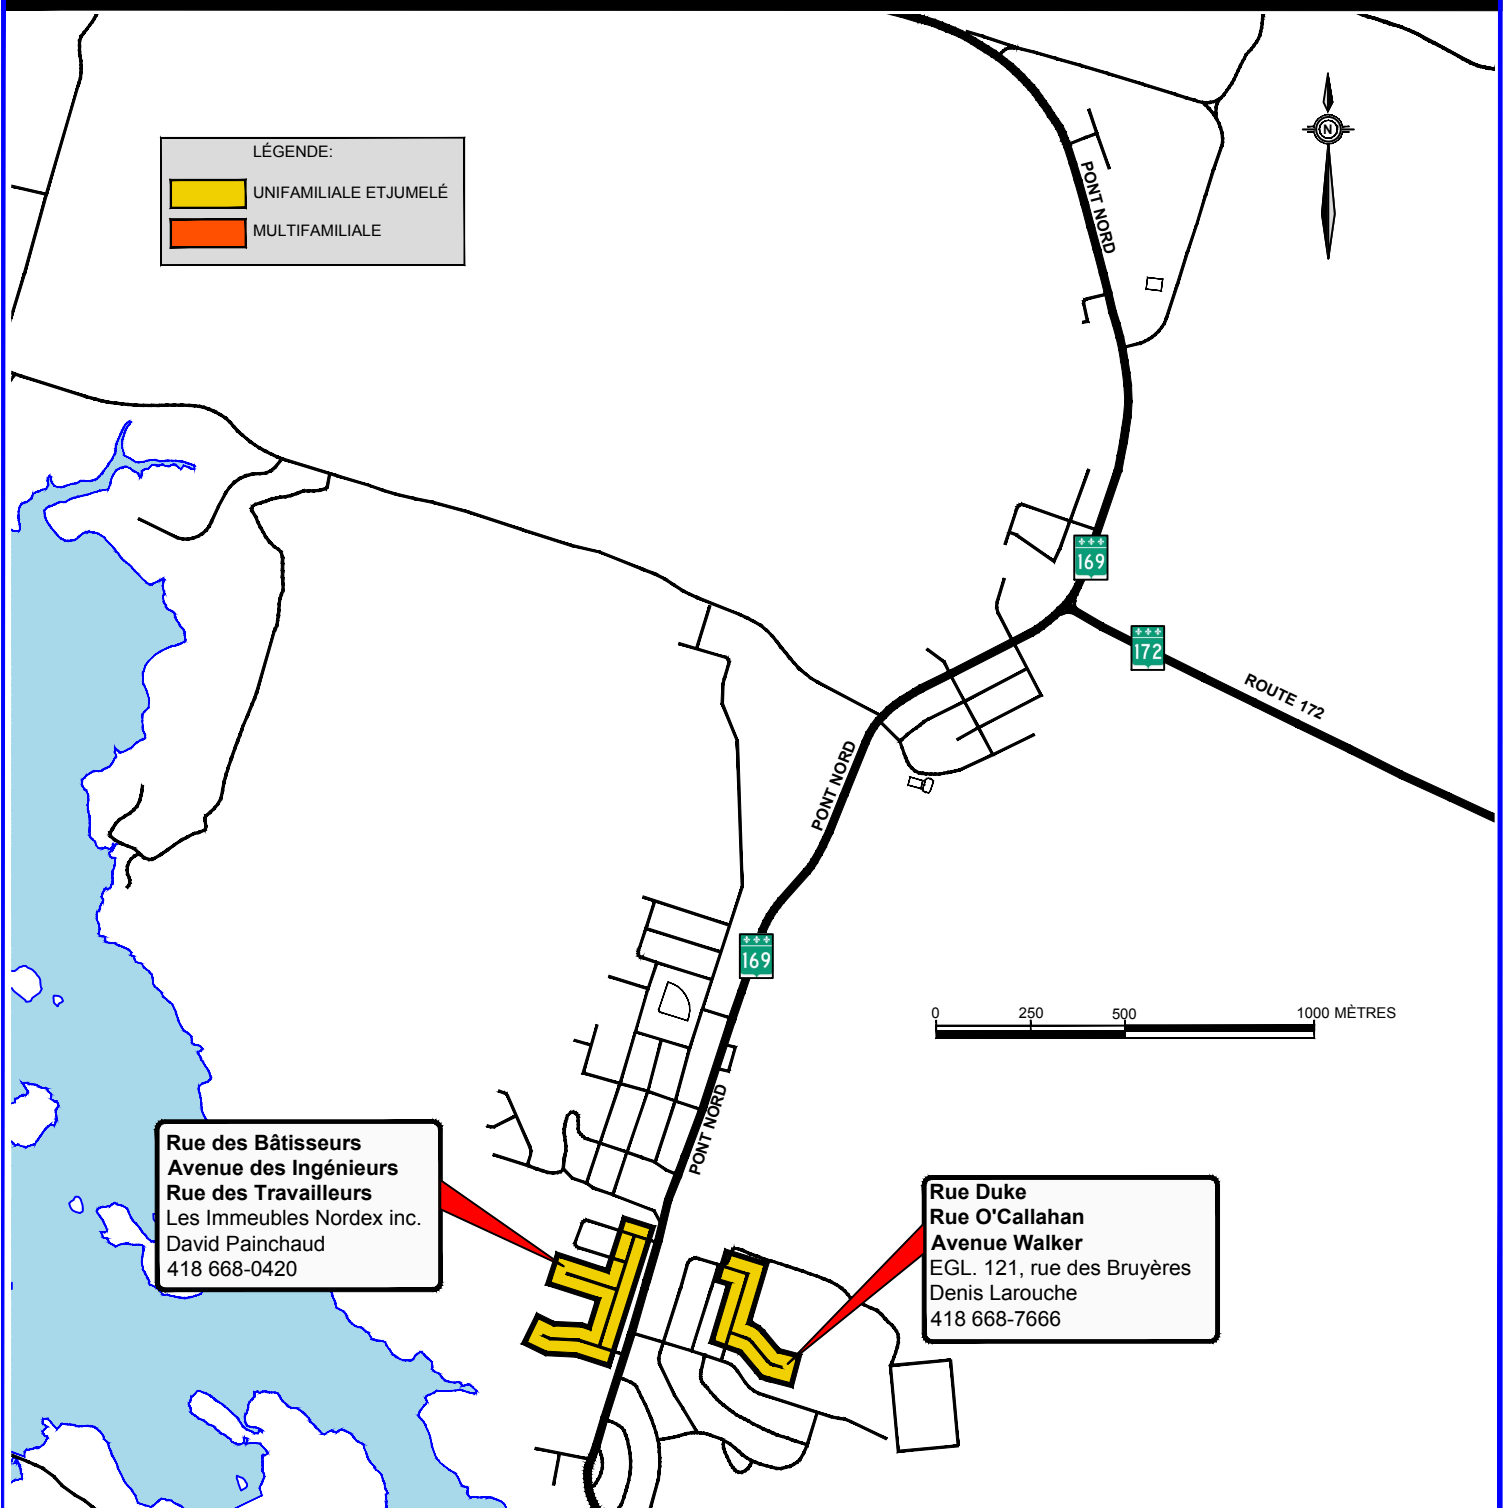 LÉGENDE:
UNIFAMILIALE ETJUMELÉ
MULTIFAMILIALE
N
PONT NORD
169
172
ROUTE 172
PONT NORD
169
0 250 500 1000 MÈTRES
PONT NORD
Rue des Bâtisseurs
Avenue des Ingénieurs
Rue des Travailleurs
Les Immeubles Nordex inc.
David Painchaud
418 668-0420
Rue Duke
Rue O'Callahan
Avenue Walker
EGL. 121, rue des Bruyères
Denis Larouche
418 668-7666